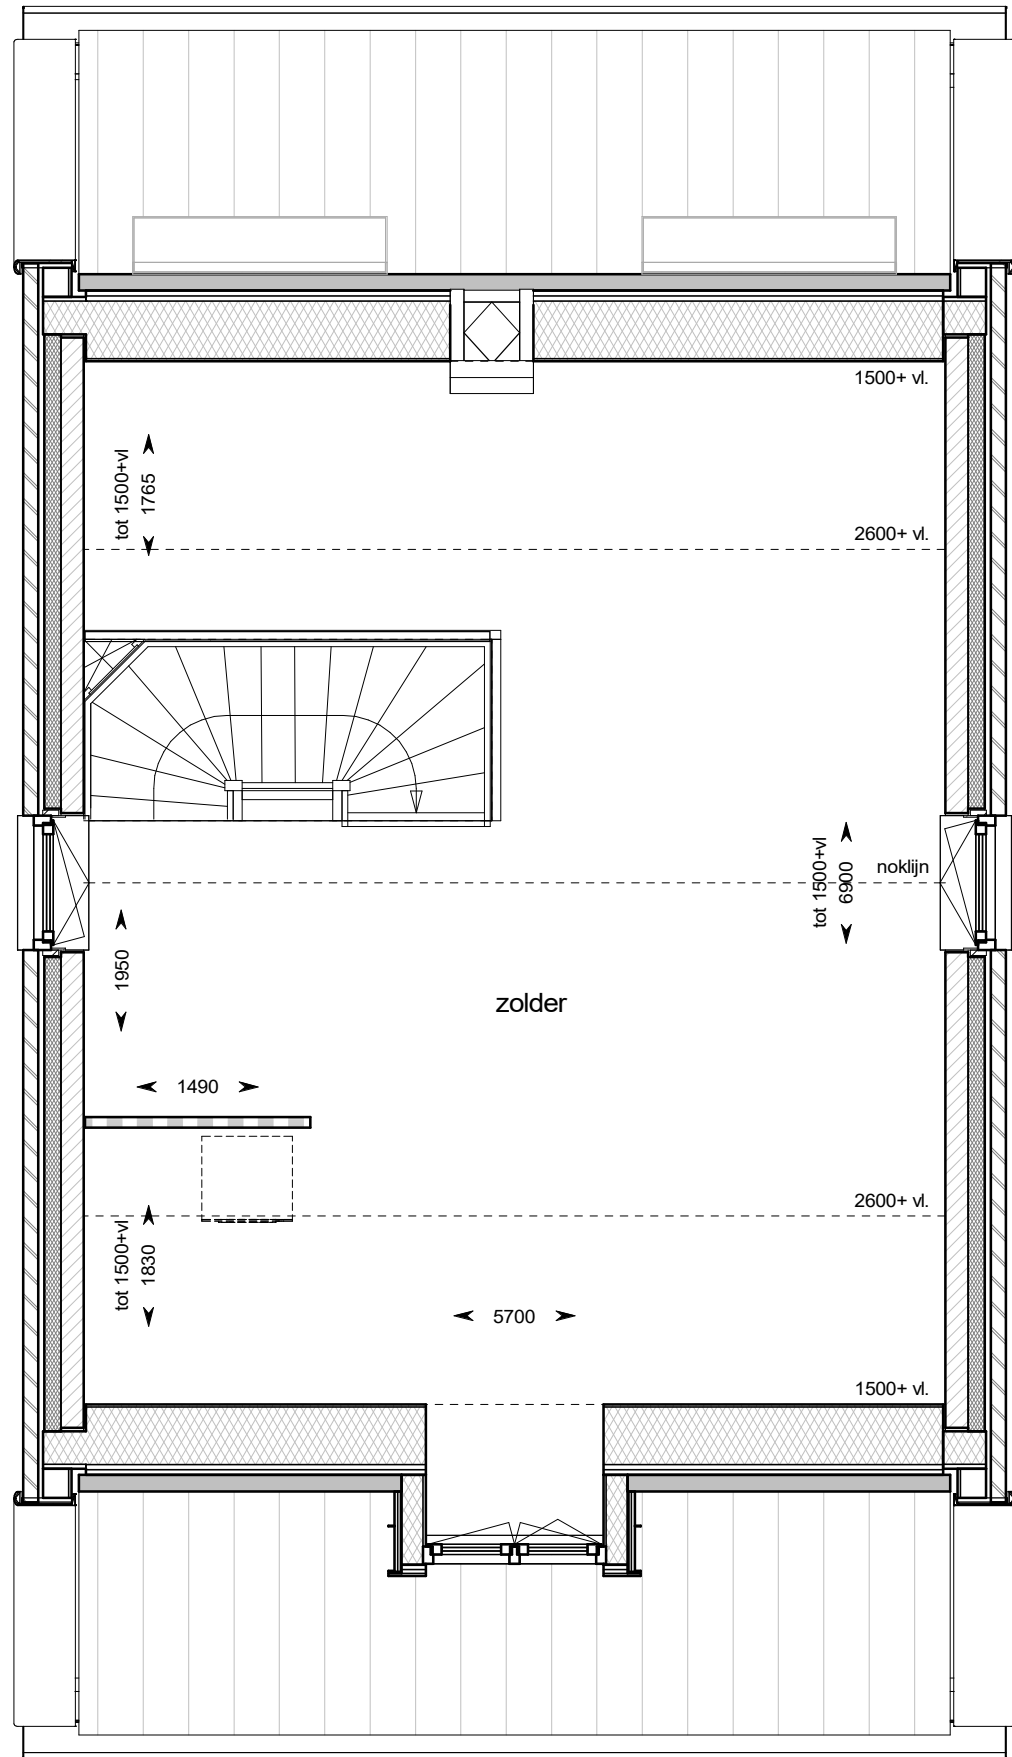 1500+ vl.
tot 1500+vl
1765
2600+ vl.
tot 1500+vl
6900
noklijn
1950
zolder
1490
2600+ vl.
tot 1500+vl
1830
5700
1500+ vl.